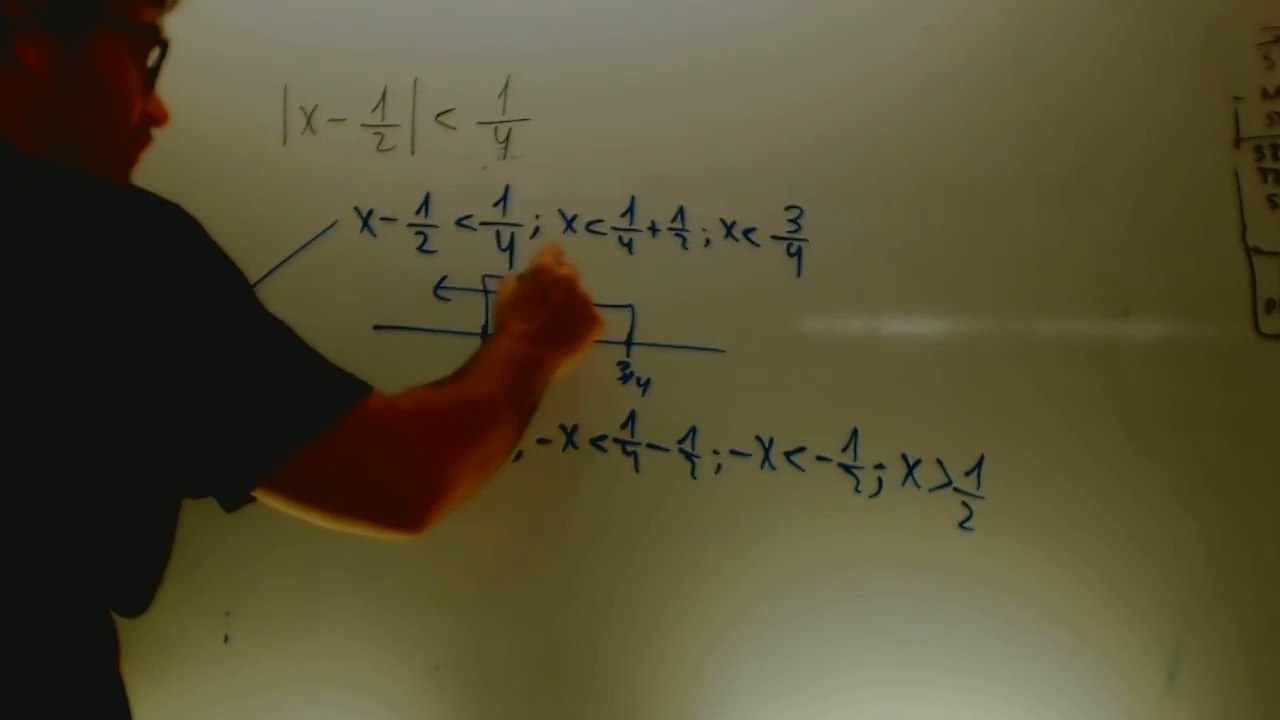 |x - 1/2| < 1/4
x - 1/2 < 1/4 ; x < 1/4 + 1/2 ; x < 3/4
3/4
; -x < 1/4 - 1/2 ; -x < - 1/2 ; x > 1/2